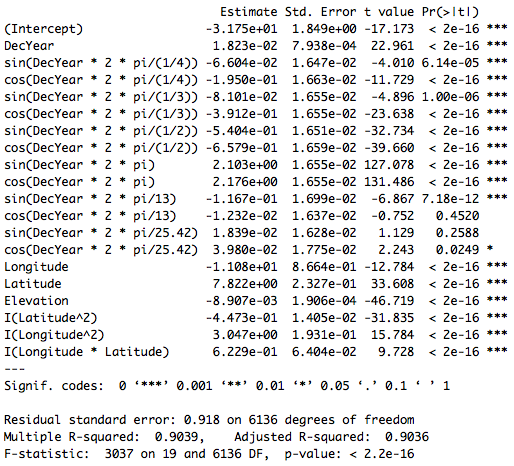 Estimate Std. Error t value Pr(>|t|)
(Intercept) -3.175e+01 1.849e+00 -17.173 < 2e-16 ***
DecYear 1.823e-02 7.938e-04 22.961 < 2e-16 ***
sin(DecYear * 2 * pi/(1/4)) -6.604e-02 1.647e-02 -4.010 6.14e-05 ***
cos(DecYear * 2 * pi/(1/4)) -1.950e-01 1.663e-02 -11.729 < 2e-16 ***
sin(DecYear * 2 * pi/(1/3)) -8.101e-02 1.655e-02 -4.896 1.00e-06 ***
cos(DecYear * 2 * pi/(1/3)) -3.912e-01 1.655e-02 -23.638 < 2e-16 ***
sin(DecYear * 2 * pi/(1/2)) -5.404e-01 1.651e-02 -32.734 < 2e-16 ***
cos(DecYear * 2 * pi/(1/2)) -6.579e-01 1.659e-02 -39.660 < 2e-16 ***
sin(DecYear * 2 * pi) 2.103e+00 1.655e-02 127.078 < 2e-16 ***
cos(DecYear * 2 * pi) 2.176e+00 1.655e-02 131.486 < 2e-16 ***
sin(DecYear * 2 * pi/13) -1.167e-01 1.699e-02 -6.867 7.18e-12 ***
cos(DecYear * 2 * pi/13) -1.232e-02 1.637e-02 -0.752 0.4520
sin(DecYear * 2 * pi/25.42) 1.839e-02 1.628e-02 1.129 0.2588
cos(DecYear * 2 * pi/25.42) 3.980e-02 1.775e-02 2.243 0.0249 *
Longitude -1.108e+01 8.664e-01 -12.784 < 2e-16 ***
Latitude 7.822e+00 2.327e-01 33.608 < 2e-16 ***
Elevation -8.907e-03 1.906e-04 -46.719 < 2e-16 ***
I(Latitude^2) -4.473e-01 1.405e-02 -31.835 < 2e-16 ***
I(Longitude^2) 3.047e+00 1.931e-01 15.784 < 2e-16 ***
I(Longitude * Latitude) 6.229e-01 6.404e-02 9.728 < 2e-16 ***
---
Signif. codes: 0 ‘***’ 0.001 ‘**’ 0.01 ‘*’ 0.05 ‘.’ 0.1 ‘ ’ 1
Residual standard error: 0.918 on 6136 degrees of freedom
Multiple R-squared: 0.9039, Adjusted R-squared: 0.9036
F-statistic: 3037 on 19 and 6136 DF, p-value: < 2.2e-16